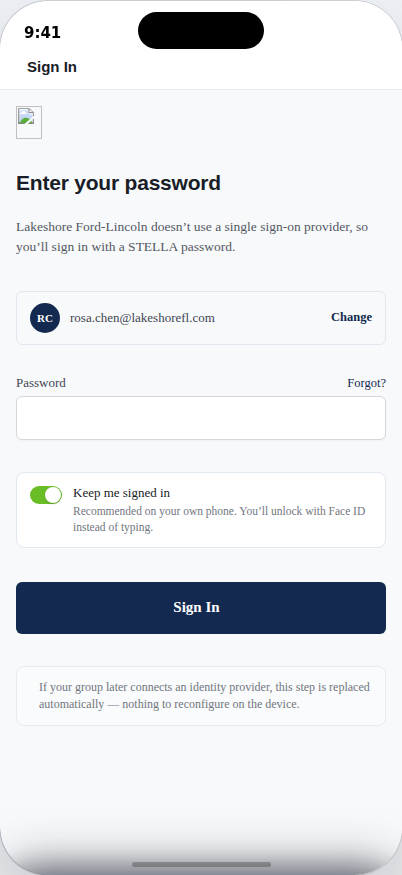 9:41
Sign In
Enter your password
Lakeshore Ford-Lincoln doesn’t use a single sign-on provider, so
you’ll sign in with a STELLA password.
RC
rosa.chen@lakeshorefl.com
Change
Password
Forgot?
Keep me signed in
Recommended on your own phone. You’ll unlock with Face ID
instead of typing.
Sign In
If your group later connects an identity provider, this step is replaced
automatically — nothing to reconfigure on the device.